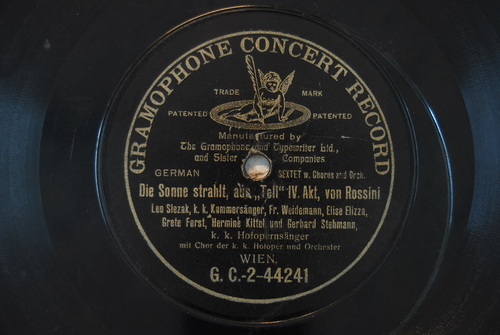 GRAMOPHONE CONCERT RECORD
TRADE MARK
PATENTED PATENTED
Manufactured by
The Gramophone and Typewriter Ltd.,
and Sister Companies
GERMAN SEXTET w. Chorus and Orch.
Die Sonne strahlt, aus „Tell" IV. Akt, von Rossini
Leo Slezak, k. k. Kammersänger, Fr. Weidemann, Elise Elizza,
Grete Forst, Hermine Kittel und Gerhard Stehmann,
k. k. Hofopernsänger
mit Chor der k. k. Hofoper und Orchester
WIEN.
G. C.-2-44241